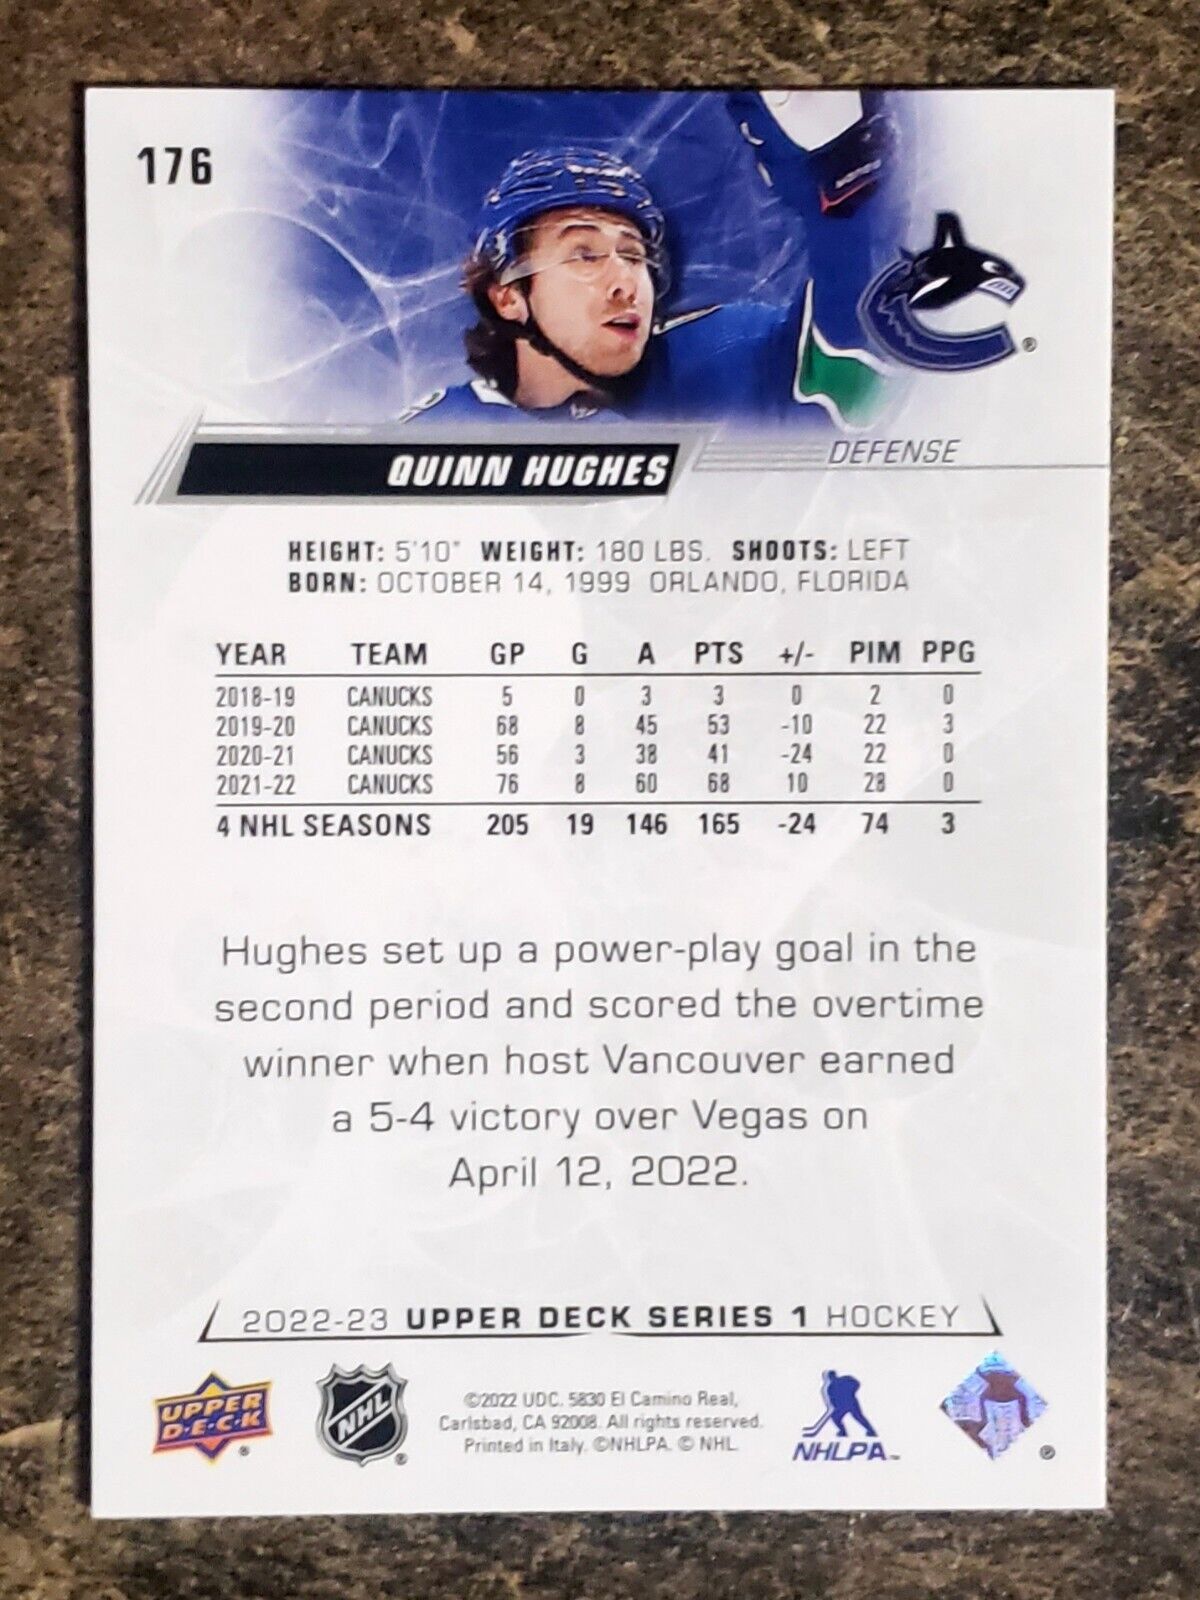 176
®
DEFENSE
QUINN HUGHES
HEIGHT: 5'10" WEIGHT: 180 LBS. SHOOTS: LEFT
BORN: OCTOBER 14, 1999 ORLANDO, FLORIDA
YEAR TEAM GP G A PTS +/- PIM PPG
2018-19 CANUCKS 5 0 3 3 0 2 0
2019-20 CANUCKS 68 8 45 53 -10 22 3
2020-21 CANUCKS 56 3 38 41 -24 22 0
2021-22 CANUCKS 76 8 60 68 10 28 0
4 NHL SEASONS 205 19 146 165 -24 74 3
Hughes set up a power-play goal in the
second period and scored the overtime
winner when host Vancouver earned
a 5-4 victory over Vegas on
April 12, 2022.
2022-23 UPPER DECK SERIES 1 HOCKEY
UPPER
D·E·C·K
®
NHL
®
©2022 UDC. 5830 El Camino Real,
Carlsbad, CA 92008. All rights reserved.
Printed in Italy. ©NHLPA. © NHL.
NHLPA™
®